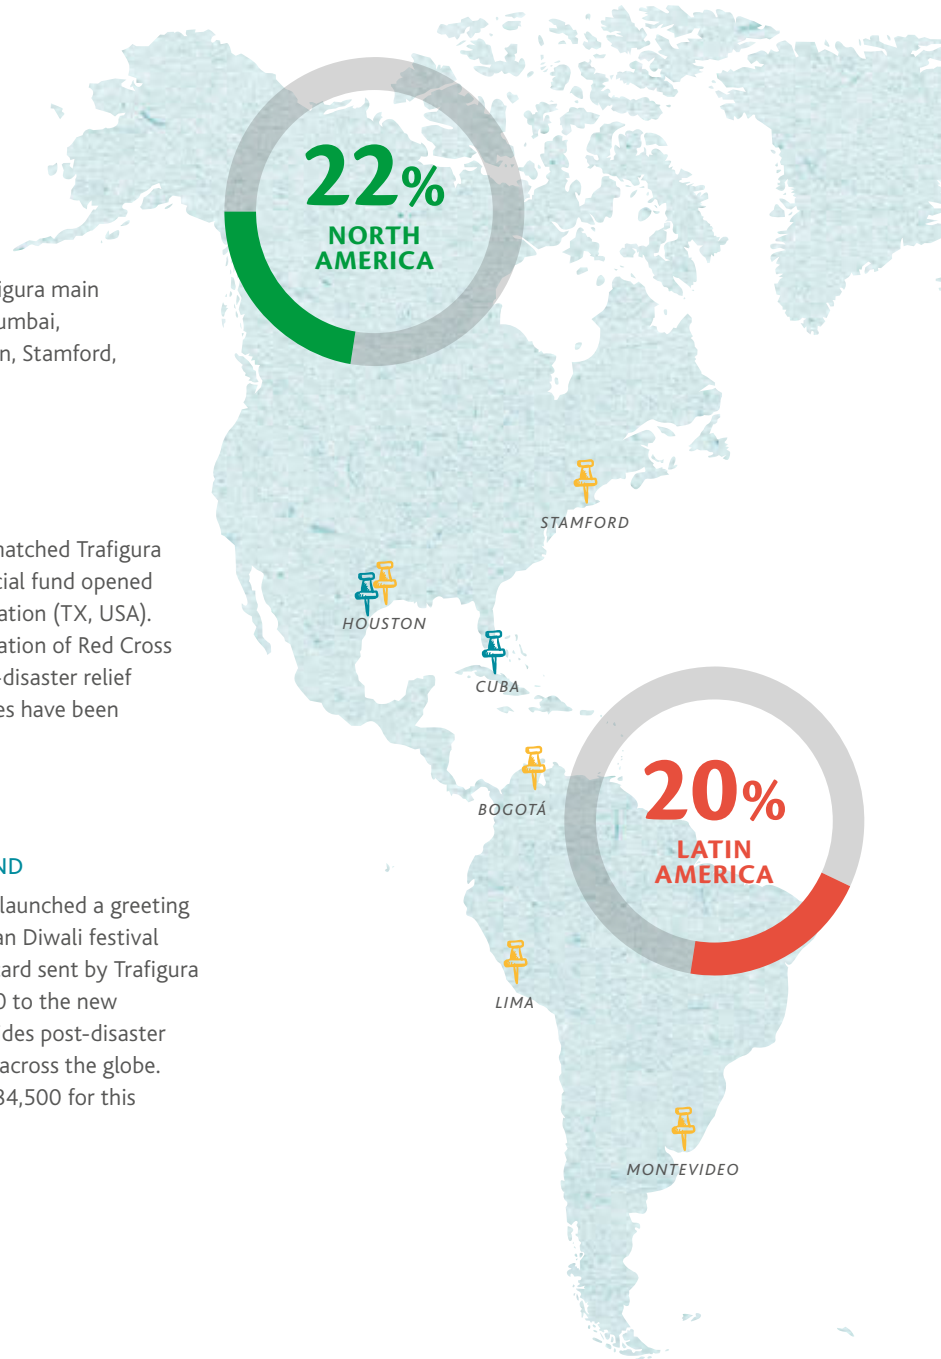 22%
NORTH
AMERICA
igura main
umbai,
n, Stamford,
STAMFORD
natched Trafigura
cial fund opened
ation (TX, USA).
ation of Red Cross
-disaster relief
es have been
HOUSTON
CUBA
20%
LATIN
AMERICA
BOGOTÁ
ND
launched a greeting
an Diwali festival
ard sent by Trafigura
0 to the new
des post-disaster
across the globe.
34,500 for this
LIMA
MONTEVIDEO